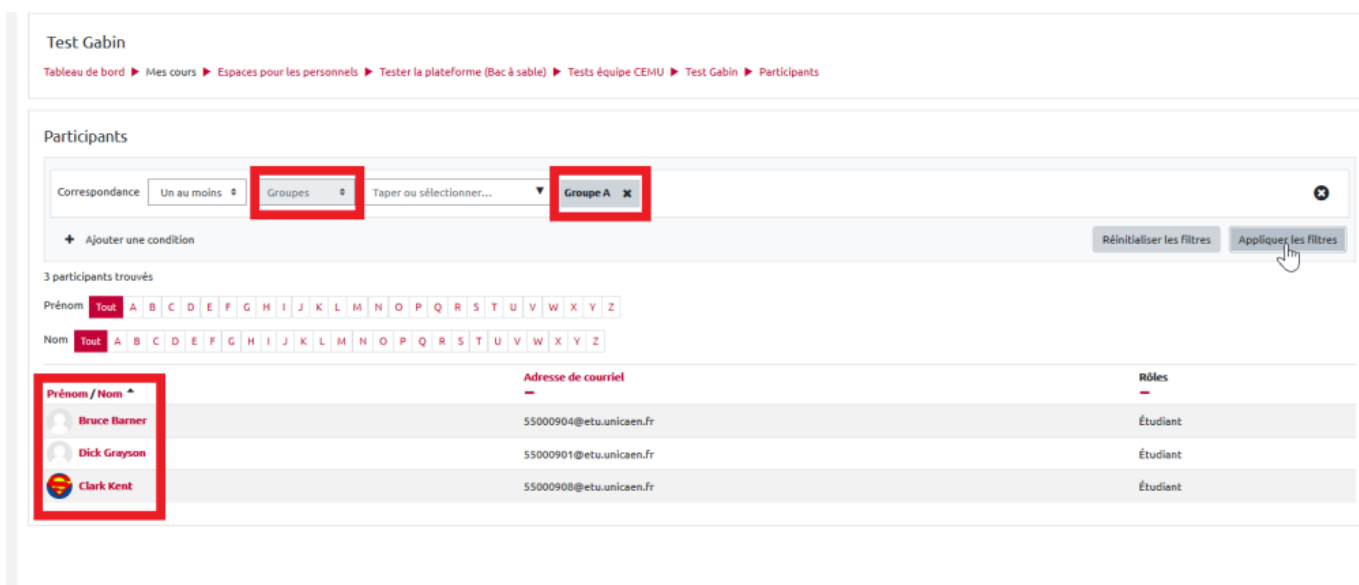 Test Gabin
Tableau de bord ▶ Mes cours ▶ Espaces pour les personnels ▶ Tester la plateforme (Bac à sable) ▶ Tests équipe CEMU ▶ Test Gabin ▶ Participants
Participants
Correspondance Un au moins Groupes Taper ou sélectionner... ▼ Groupe A ✖
+ Ajouter une condition Réinitialiser les filtres Appliquer les filtres
3 participants trouvés
Prénom Tout A B C D E F G H I J K L M N O P Q R S T U V W X Y Z
Nom Tout A B C D E F G H I J K L M N O P Q R S T U V W X Y Z
Prénom / Nom Adresse de courriel Rôles
Bruce Barner 55000904@etu.unicaen.fr Étudiant
Dick Grayson 55000901@etu.unicaen.fr Étudiant
Clark Kent 55000908@etu.unicaen.fr Étudiant